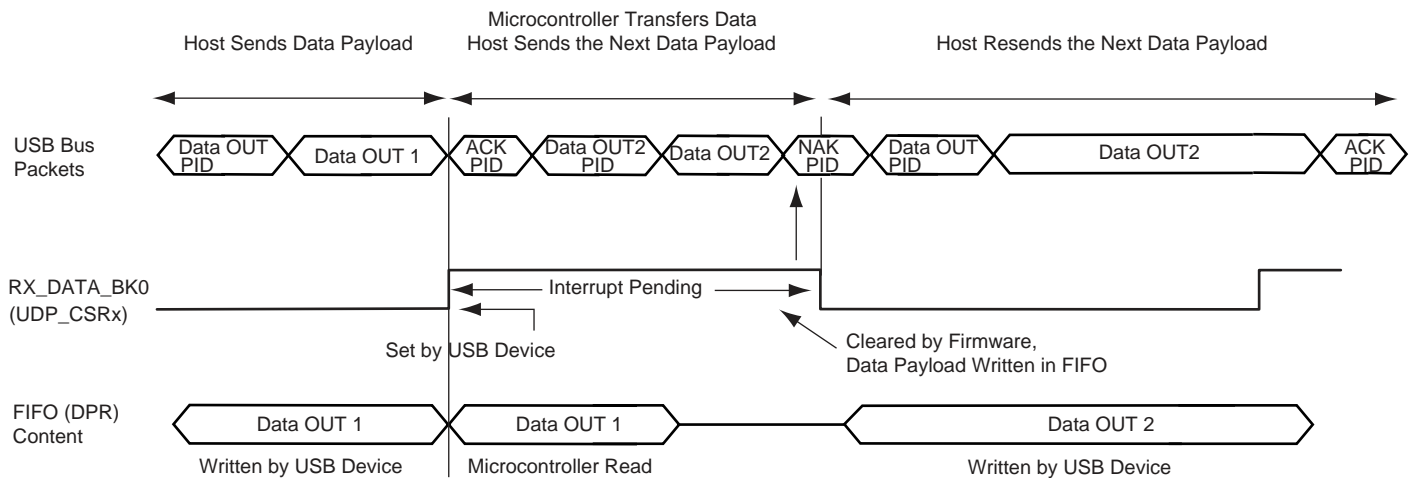 Microcontroller Transfers Data
Host Sends Data Payload
Host Sends the Next Data Payload
Host Resends the Next Data Payload
USB Bus
Packets
Data OUT
PID
Data OUT 1
ACK
PID
Data OUT2
PID
Data OUT2
NAK
PID
Data OUT
PID
Data OUT2
ACK
PID
RX_DATA_BK0
(UDP_CSRx)
Interrupt Pending
Set by USB Device
Cleared by Firmware,
Data Payload Written in FIFO
FIFO (DPR)
Content
Data OUT 1
Data OUT 1
Data OUT 2
Written by USB Device
Microcontroller Read
Written by USB Device